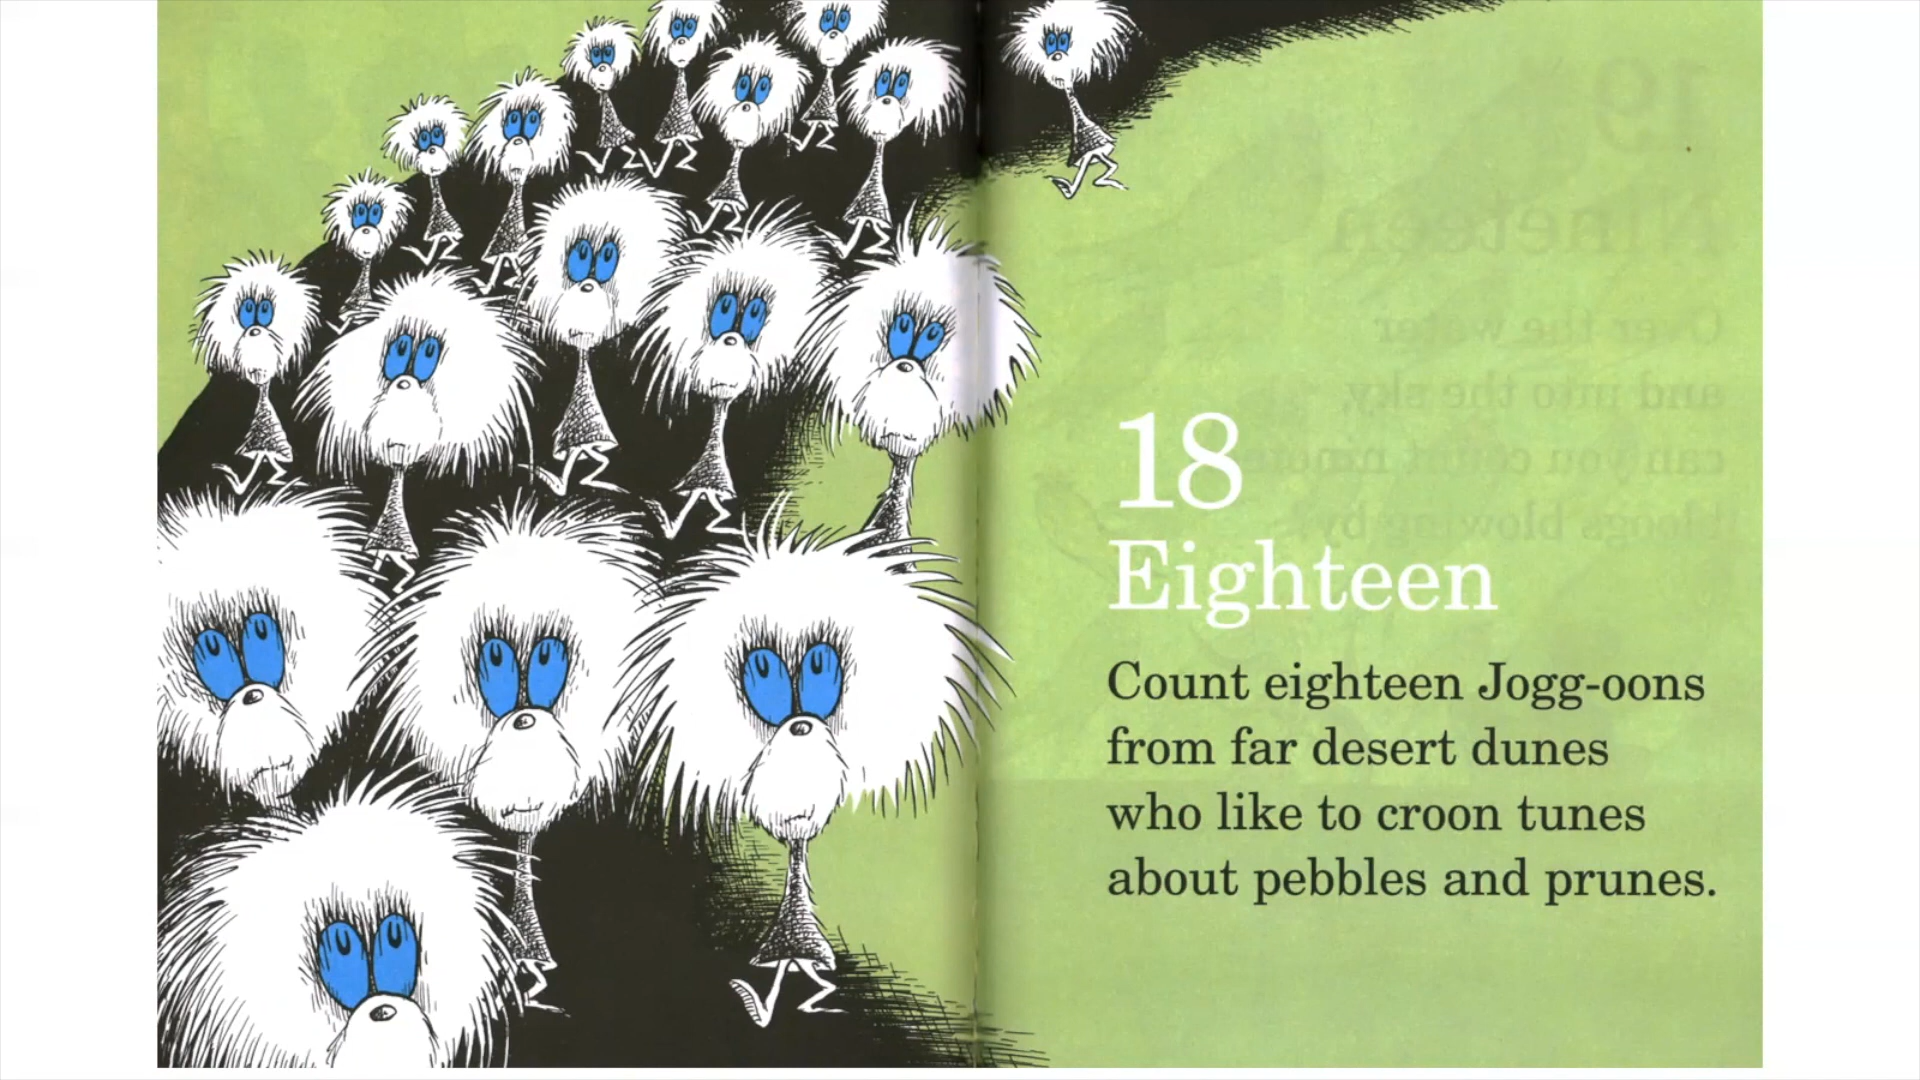 18
Eighteen
Count eighteen Jogg-oons
from far desert dunes
who like to croon tunes
about pebbles and prunes.